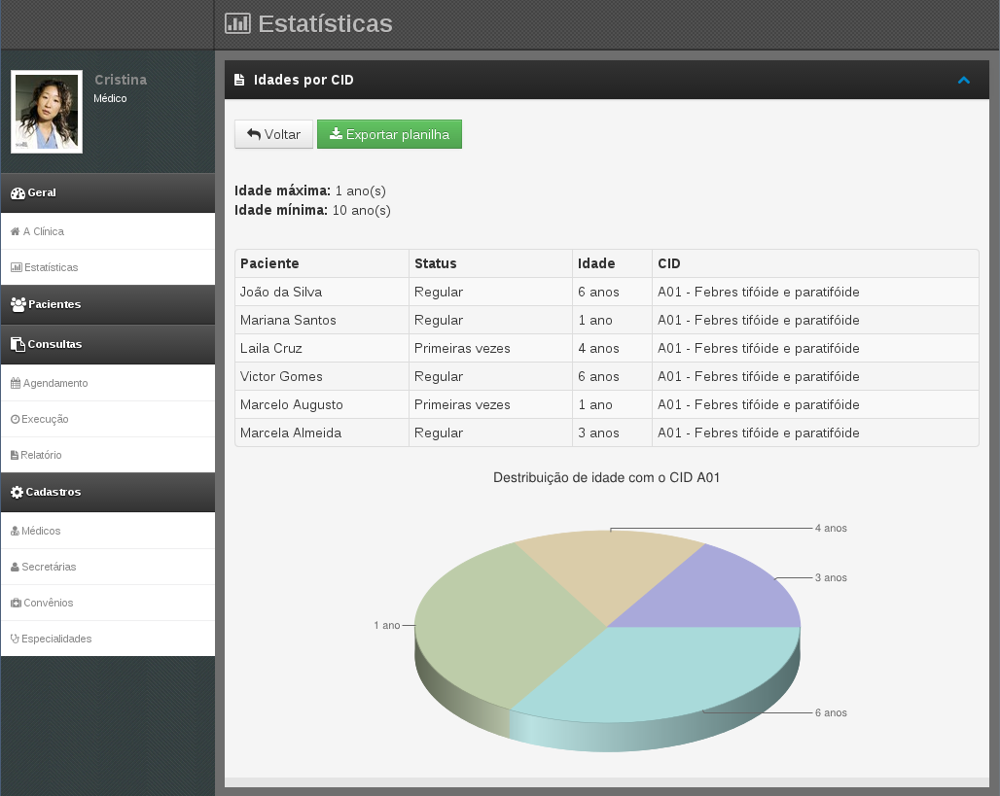 Estatísticas
Cristina
Médico
Geral
A Clínica
Estatísticas
Pacientes
Consultas
Agendamento
Execução
Relatório
Cadastros
Médicos
Secretárias
Convênios
Especialidades
Idades por CID
Voltar Exportar planilha
Idade máxima: 1 ano(s)
Idade mínima: 10 ano(s)
Paciente Status Idade CID
João da Silva Regular 6 anos A01 - Febres tifóide e paratifóide
Mariana Santos Regular 1 ano A01 - Febres tifóide e paratifóide
Laila Cruz Primeiras vezes 4 anos A01 - Febres tifóide e paratifóide
Victor Gomes Regular 6 anos A01 - Febres tifóide e paratifóide
Marcelo Augusto Primeiras vezes 1 ano A01 - Febres tifóide e paratifóide
Marcela Almeida Regular 3 anos A01 - Febres tifóide e paratifóide
Destribuição de idade com o CID A01
4 anos
3 anos
1 ano
6 anos